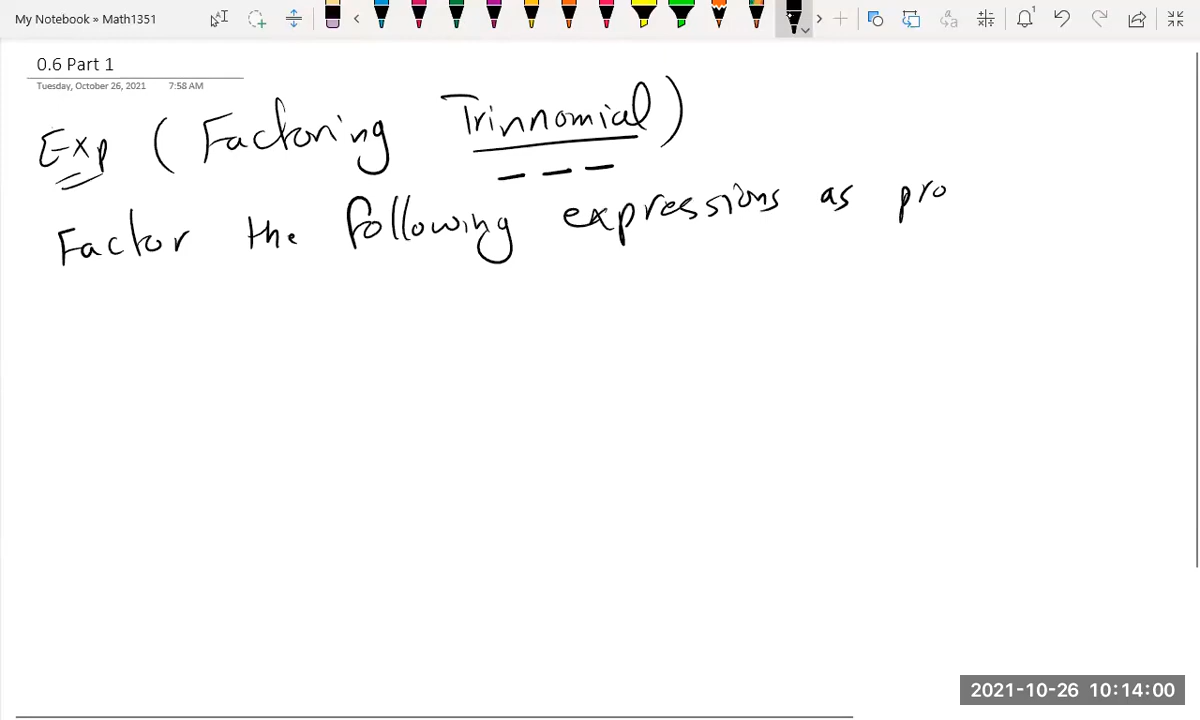 My Notebook » Math1351
0.6 Part 1
Tuesday, October 26, 2021 7:58 AM
Exp (Factoring Trinnomial)
Factor the following expressions as pro
2021-10-26 10:14:00